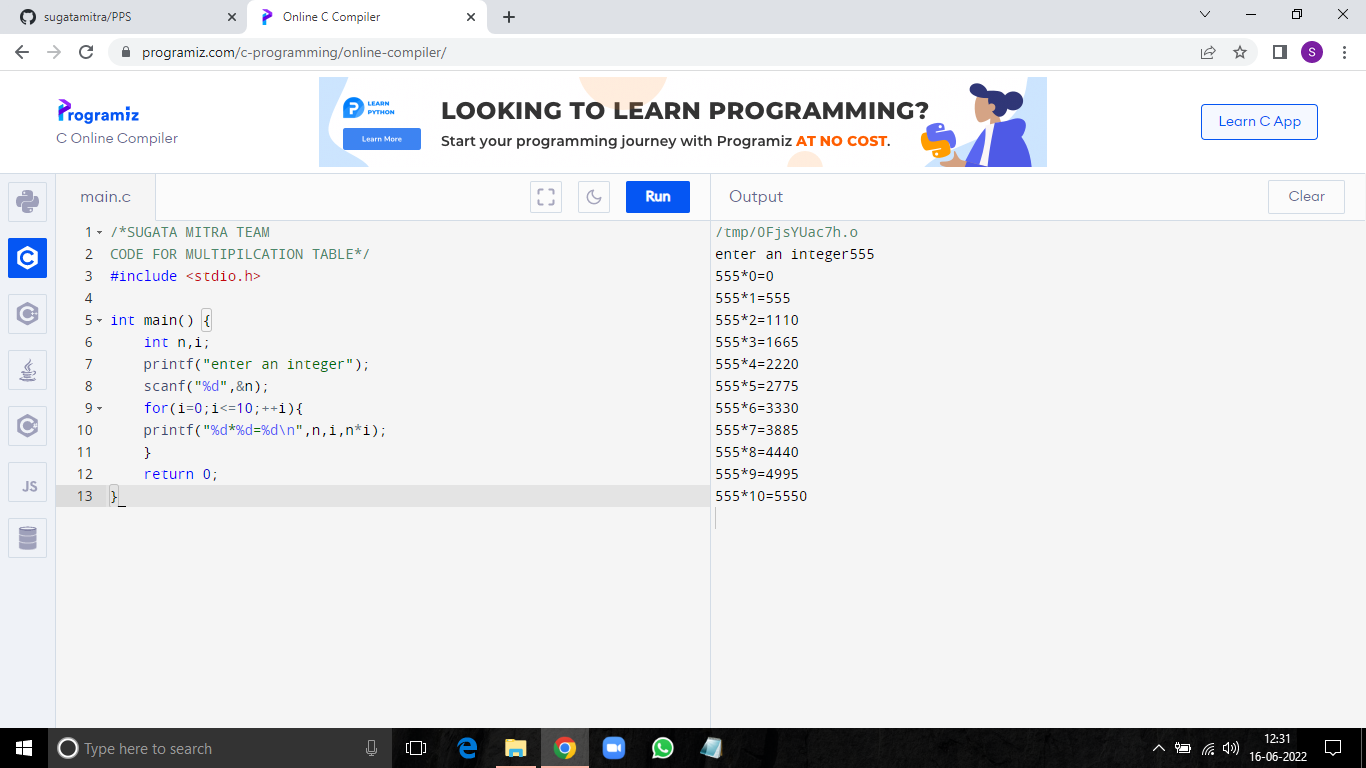 sugatamitra/PPS
Online C Compiler
programiz.com/c-programming/online-compiler/
S
Programiz
C Online Compiler
LEARN
PYTHON
Learn More
LOOKING TO LEARN PROGRAMMING?
Start your programming journey with Programiz AT NO COST.
Learn C App
main.c
Run
Output
Clear
JS
1 /*SUGATA MITRA TEAM
2 CODE FOR MULTIPILCATION TABLE*/
3 #include <stdio.h>
4
5 int main() {
6     int n,i;
7     printf("enter an integer");
8     scanf("%d",&n);
9     for(i=0;i<=10;++i){
10     printf("%d*%d=%d\n",n,i,n*i);
11     }
12     return 0;
13 }
/tmp/0FjsYUac7h.o
enter an integer555
555*0=0
555*1=555
555*2=1110
555*3=1665
555*4=2220
555*5=2775
555*6=3330
555*7=3885
555*8=4440
555*9=4995
555*10=5550
Type here to search
12:31
16-06-2022